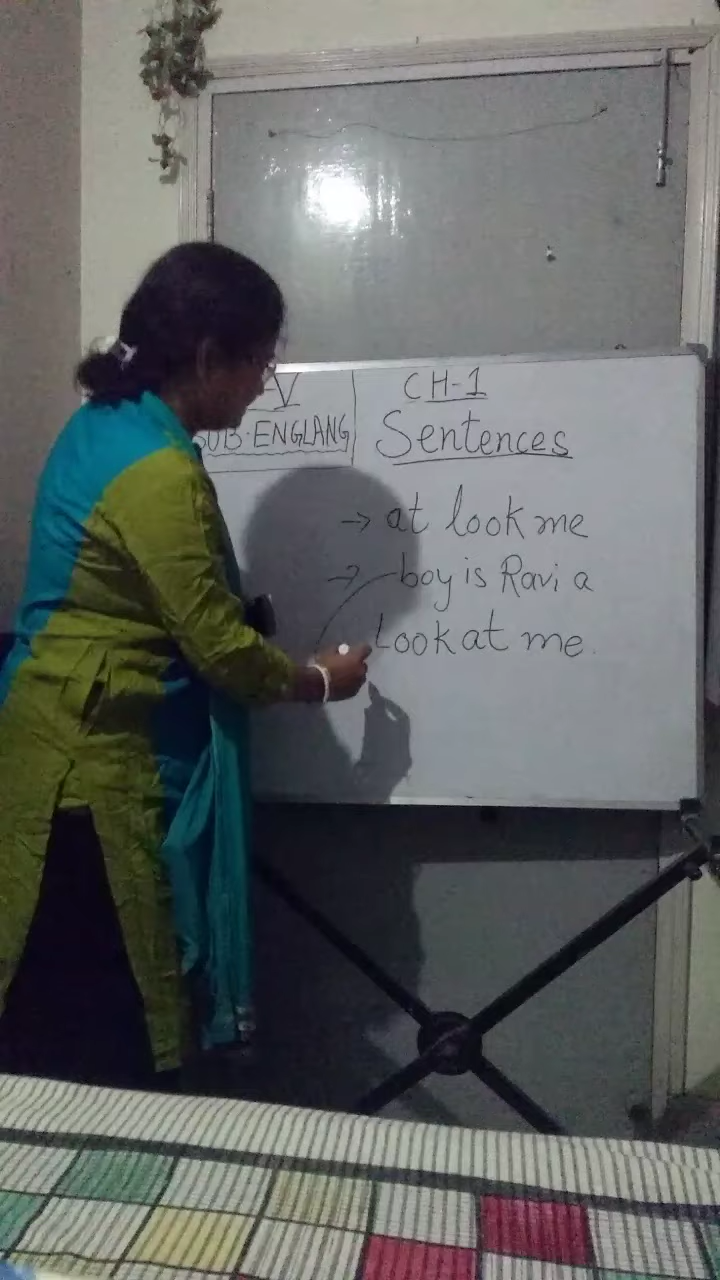 -V
SUB. ENGLANG
CH-1
Sentences
→ at look me
→ boy is Ravi a
Look at me.